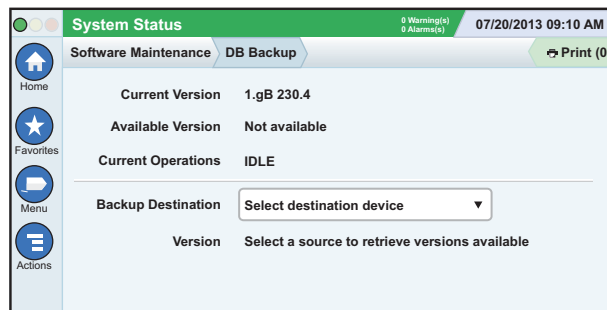 System Status
0 Warning(s)
0 Alarms(s)
07/20/2013 09:10 AM
Software Maintenance DB Backup Print (0
Home
Favorites
Menu
Actions
Current Version 1.gB 230.4
Available Version Not available
Current Operations IDLE
Backup Destination Select destination device
Version Select a source to retrieve versions available